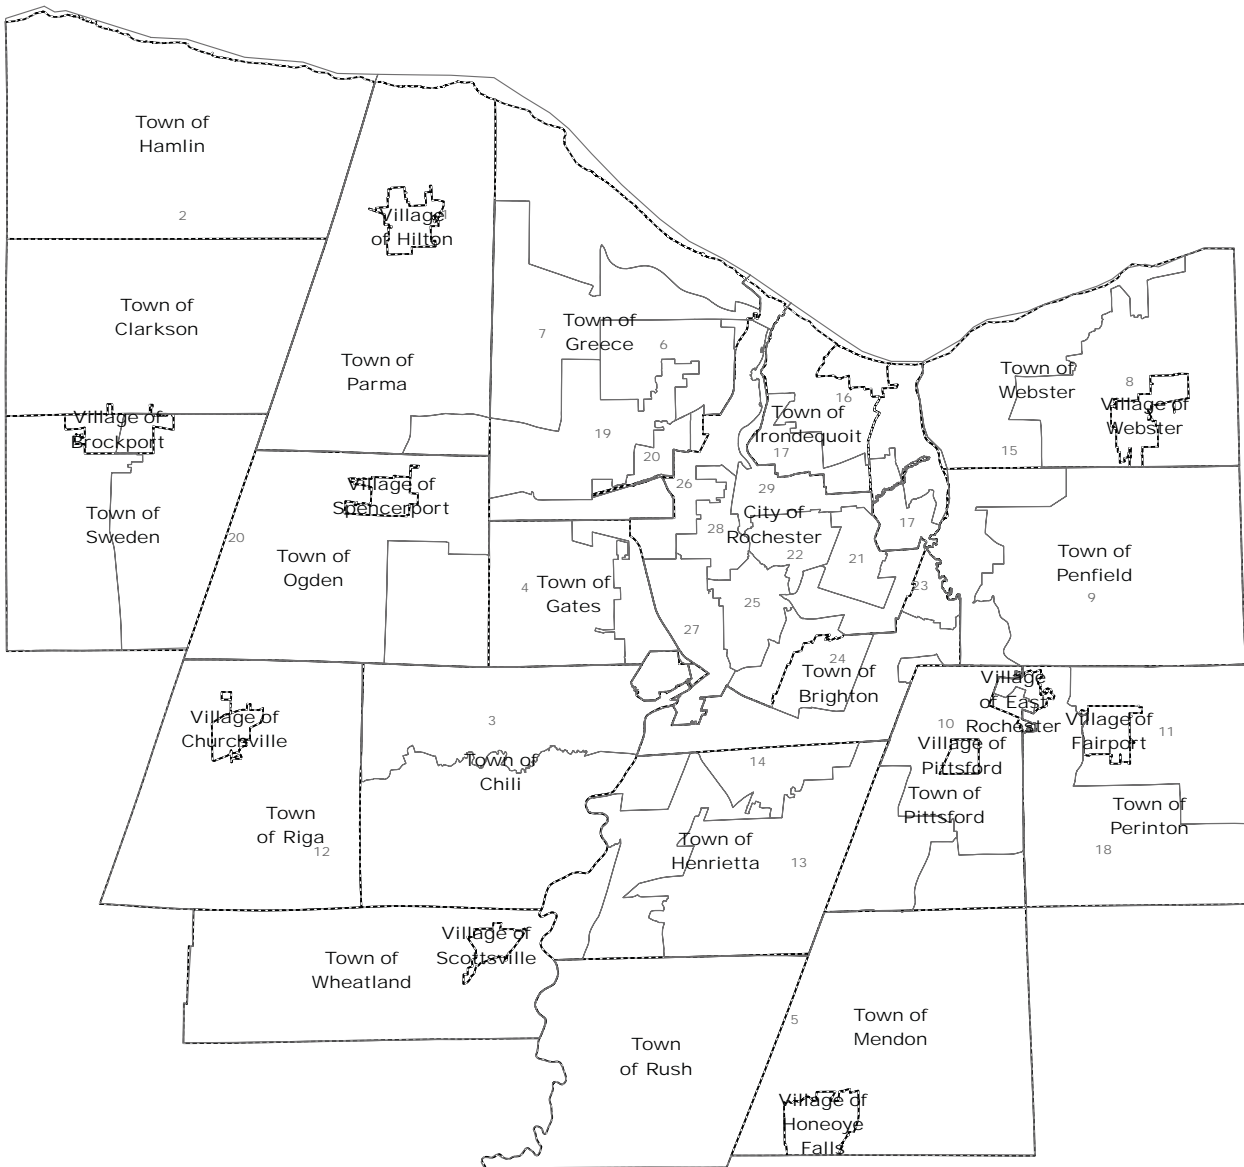 Town of
Hamlin
2
Village
of Hilton
Town of
Clarkson
Town of
Parma
7
Town of
Greece
6
Town of
Webster
8
Village of
Webster
16
Town of
Irondequoit
17
15
Village of
Brockport
19
20
26
29
Village of
Spencerport
Town of
Sweden
20
Town of
Ogden
28
City of
Rochester
22
21
17
Town of
Penfield
9
4
Town of
Gates
25
27
23
24
Town of
Brighton
Village of
Churchville
3
Town of
Chili
Village
of East
Rochester
10
Village of
Pittsford
Village of
Fairport
11
14
Town
of Riga
12
Town of
Henrietta
13
Town of
Pittsford
Town of
Perinton
18
Village of
Scottsville
Town of
Wheatland
5
Town of
Mendon
Town
of Rush
Village of
Honeoye
Falls